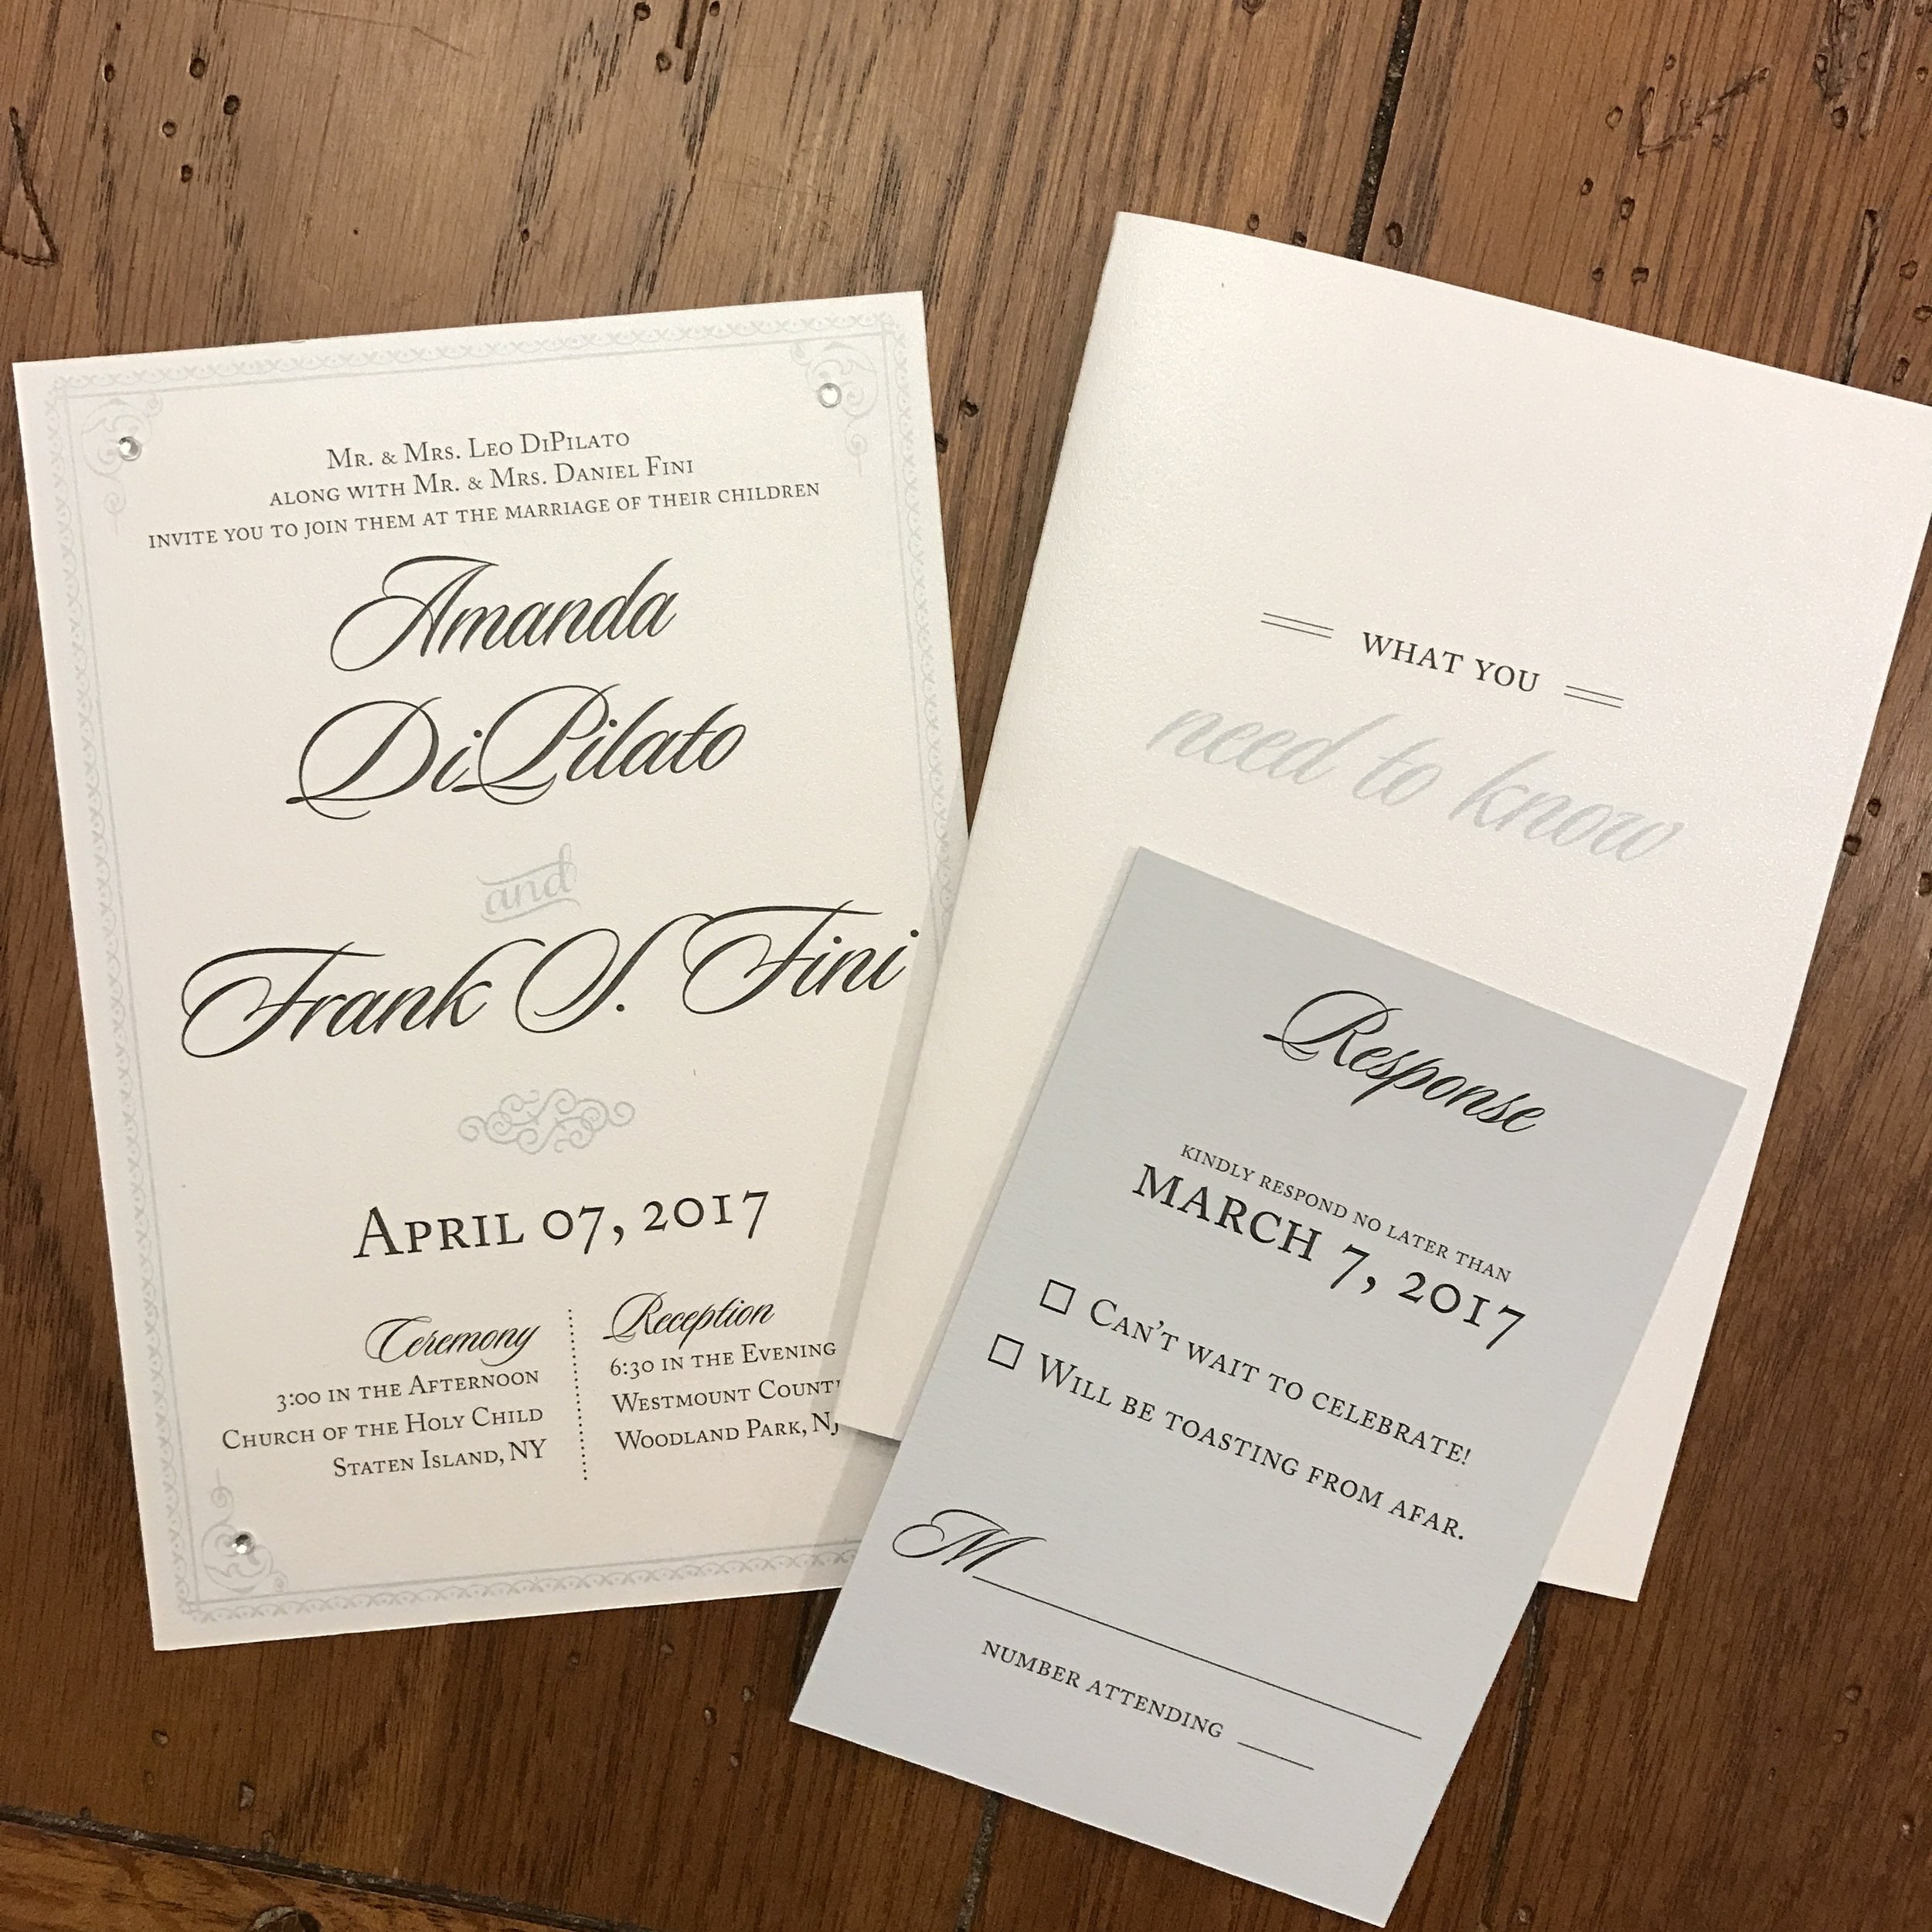 Mr. & Mrs. Leo DiPilato
along with Mr. & Mrs. Daniel Fini
invite you to join them at the marriage of their children
Amanda
DiPilato
and
Frank S. Fini
April 07, 2017
Ceremony
3:00 in the Afternoon
Church of the Holy Child
Staten Island, NY
Reception
6:30 in the Evening
Westmount
Woodland Park, NJ
WHAT YOU
need to know
Response
kindly respond no later than
MARCH 7, 2017
Can't wait to celebrate!
Will be toasting from afar.
M
number attending